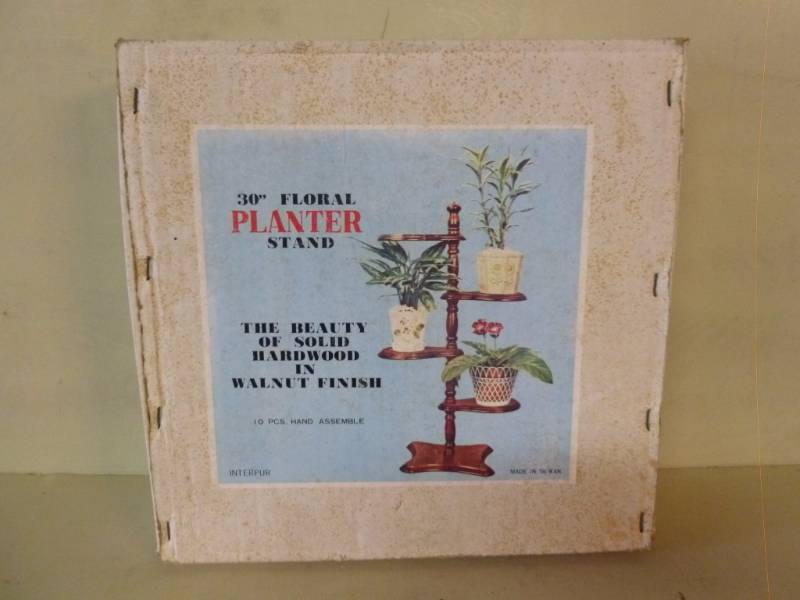 30" FLORAL
PLANTER
STAND
THE BEAUTY
OF SOLID
HARDWOOD
IN
WALNUT FINISH
10 PCS. HAND ASSEMBLE
INTERPUR
MADE IN TAIWAN